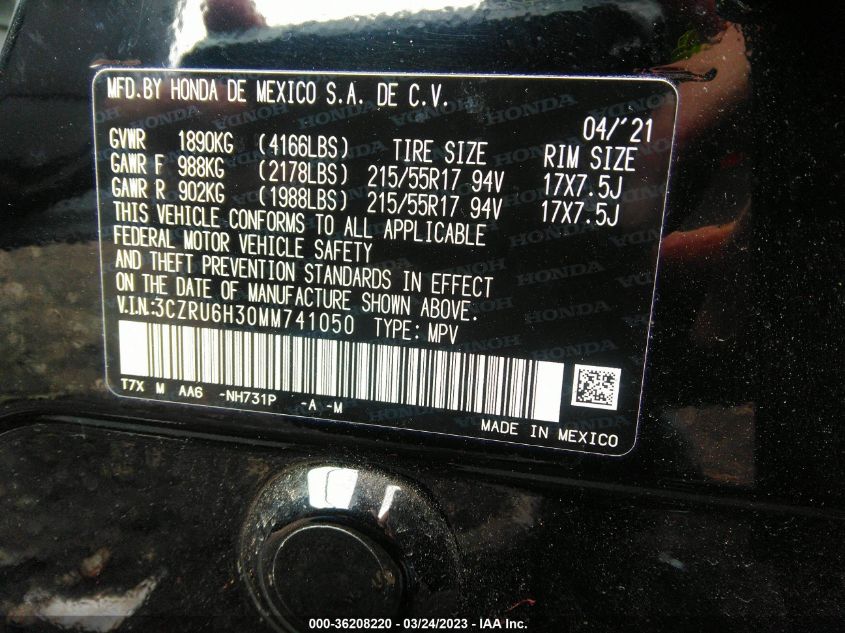 MFD.BY HONDA DE MEXICO S.A. DE C.V.
04/'21
GVWR 1890KG (4166LBS) TIRE SIZE RIM SIZE
GAWR F 988KG (2178LBS) 215/55R17 94V 17X7.5J
GAWR R 902KG (1988LBS) 215/55R17 94V 17X7.5J
THIS VEHICLE CONFORMS TO ALL APPLICABLE
FEDERAL MOTOR VEHICLE SAFETY
AND THEFT PREVENTION STANDARDS IN EFFECT
ON THE DATE OF MANUFACTURE SHOWN ABOVE.
V.I.N:3CZRU6H30MM741050 TYPE: MPV
T7X M AA6 -NH731P -A -M
MADE IN MEXICO
000-36208220 - 03/24/2023 - IAA Inc.